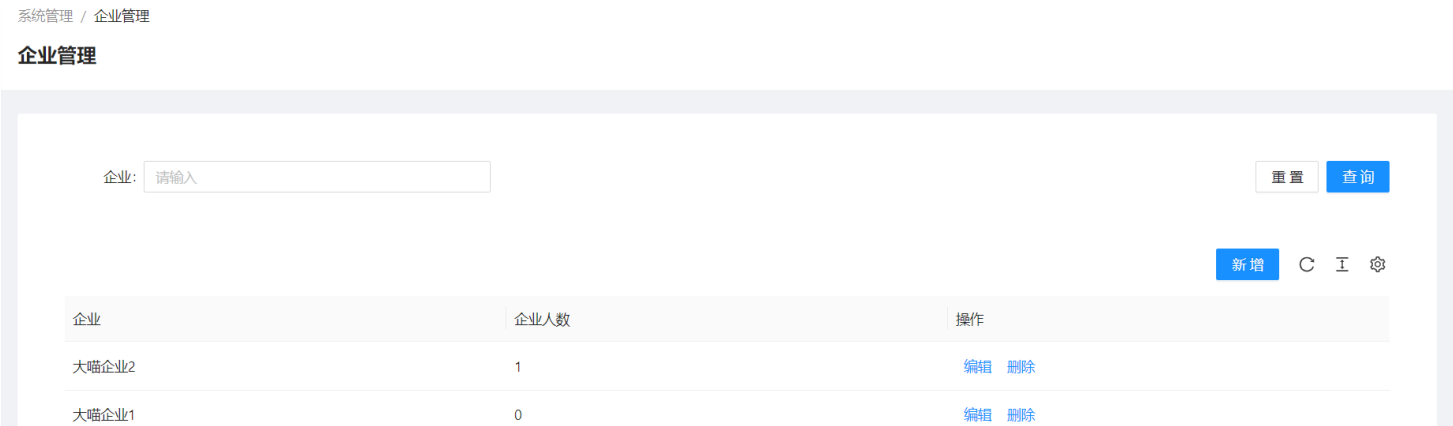 系统管理 / 企业管理
企业管理
企业: 请输入 重置 查询
新增
企业 企业人数 操作
大喵企业2 1 编辑 删除
大喵企业1 0 编辑 删除